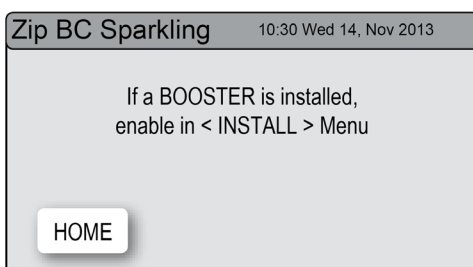 Zip BC Sparkling 10:30 Wed 14, Nov 2013
If a BOOSTER is installed,
enable in < INSTALL > Menu
HOME